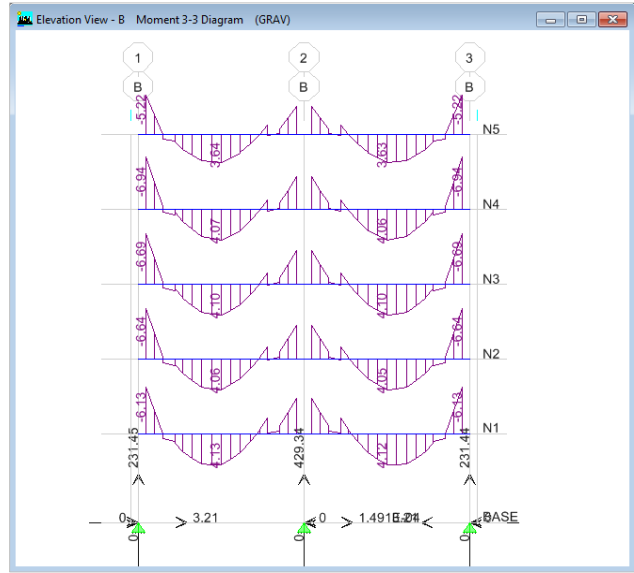 Elevation View - B Moment 3-3 Diagram (GRAV)
1 2 3
B B B
-5.22 3.64 3.63 -5.22 N5
-6.94 4.07 4.06 -6.94 N4
-6.69 4.10 4.10 -6.69 N3
-6.64 4.06 4.05 -6.64 N2
-6.13 4.13 4.12 -6.13 N1
231.45 429.34 231.44
0 3.21 0 BASE
0 0 0